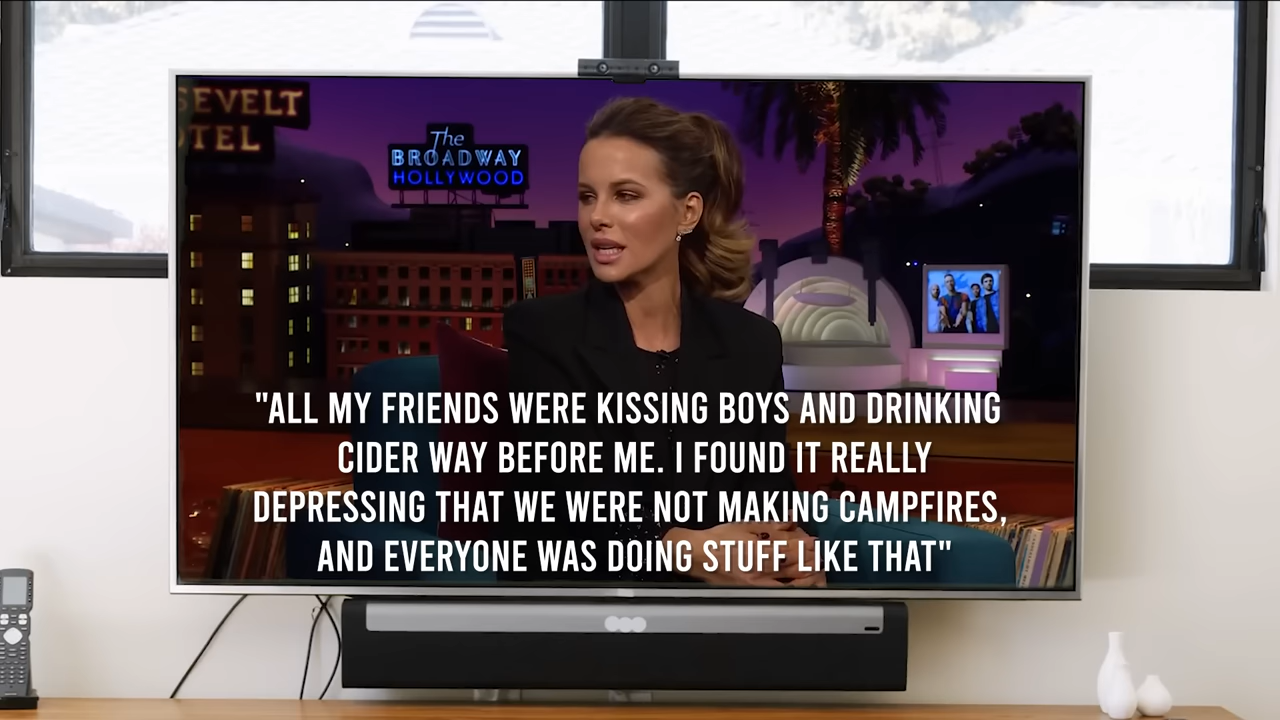 SEVELT
OTEL
The
BROADWAY
HOLLYWOOD
"ALL MY FRIENDS WERE KISSING BOYS AND DRINKING
CIDER WAY BEFORE ME. I FOUND IT REALLY
DEPRESSING THAT WE WERE NOT MAKING CAMPFIRES,
AND EVERYONE WAS DOING STUFF LIKE THAT"